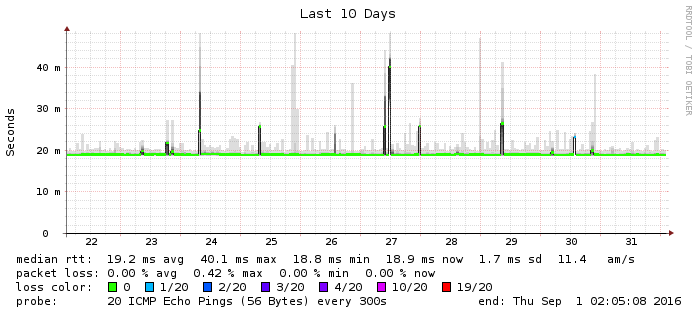 Last 10 Days
RRDTOOL / TOBI OETIKER
Seconds
40 m
30 m
20 m
10 m
0
22 23 24 25 26 27 28 29 30 31
median rtt: 19.2 ms avg 40.1 ms max 18.8 ms min 18.9 ms now 1.7 ms sd 11.4 am/s
packet loss: 0.00 % avg 0.42 % max 0.00 % min 0.00 % now
loss color: 0 1/20 2/20 3/20 4/20 10/20 19/20
probe: 20 ICMP Echo Pings (56 Bytes) every 300s end: Thu Sep 1 02:05:08 2016